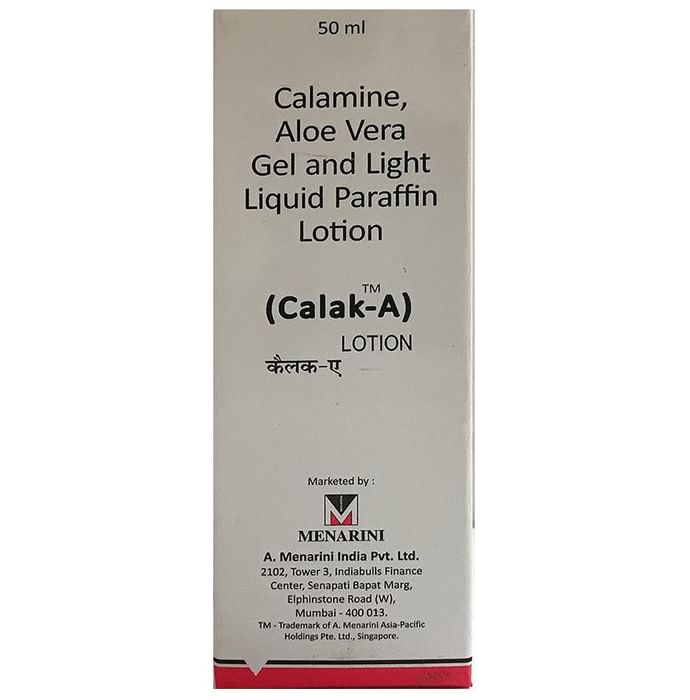 50 ml
Calamine,
Aloe Vera
Gel and Light
Liquid Paraffin
Lotion
(Calak-A)™
LOTION
कैलक-ए
Marketed by :
MENARINI
A. Menarini India Pvt. Ltd.
2102, Tower 3, Indiabulls Finance
Center, Senapati Bapat Marg,
Elphinstone Road (W),
Mumbai - 400 013.
TM - Trademark of A. Menarini Asia-Pacific
Holdings Pte. Ltd., Singapore.